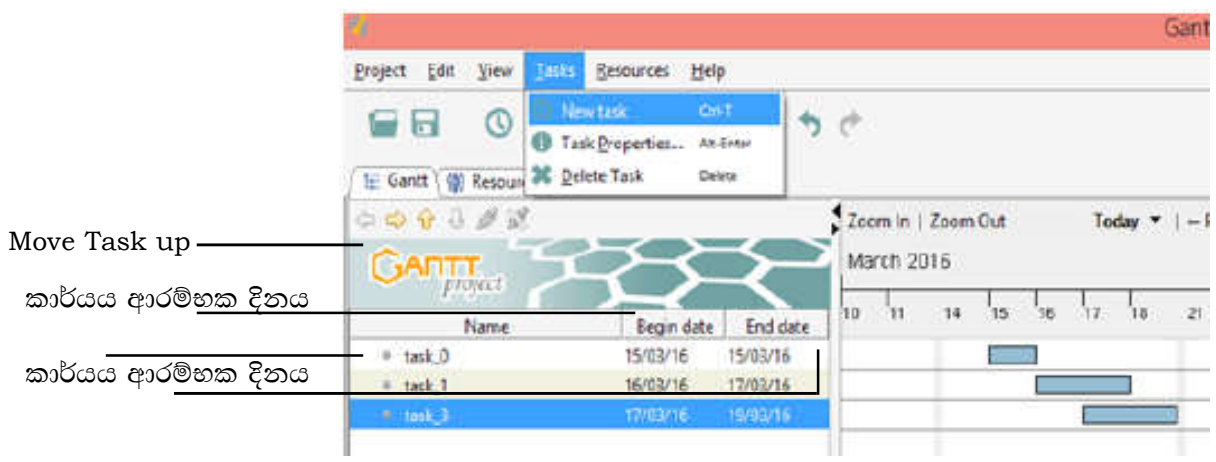 Gant
Project Edit View Tasks Resources Help
New task Ctrl-T
Task Properties... Alt-Enter
Delete Task Delete
Gantt Resour
Zoom In | Zoom Out Today
Move Task up
March 2016
GANTT
project
කාර්යය ආරම්භක දිනය
10 11 14 15 16 17 18 21
Name Begin date End date
task_0 15/03/16 15/03/16
කාර්යය ආරම්භක දිනය
task_1 16/03/16 17/03/16
task_3 17/03/16 19/03/16